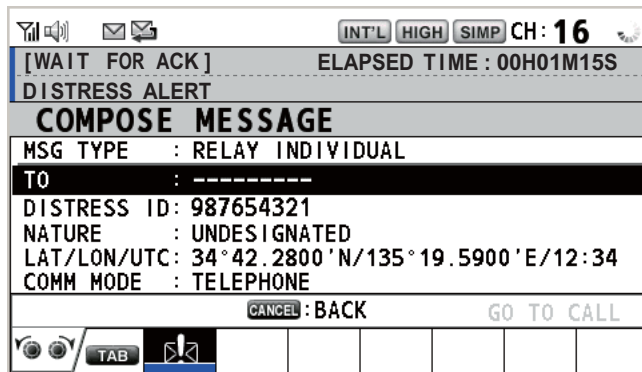 INT'L HIGH SIMP CH: 16
[WAIT FOR ACK] ELAPSED TIME : 00H01M15S
DISTRESS ALERT
COMPOSE MESSAGE
MSG TYPE : RELAY INDIVIDUAL
TO : ---------
DISTRESS ID: 987654321
NATURE : UNDESIGNATED
LAT/LON/UTC: 34°42.2800'N/135°19.5900'E/12:34
COMM MODE : TELEPHONE
CANCEL : BACK GO TO CALL
TAB